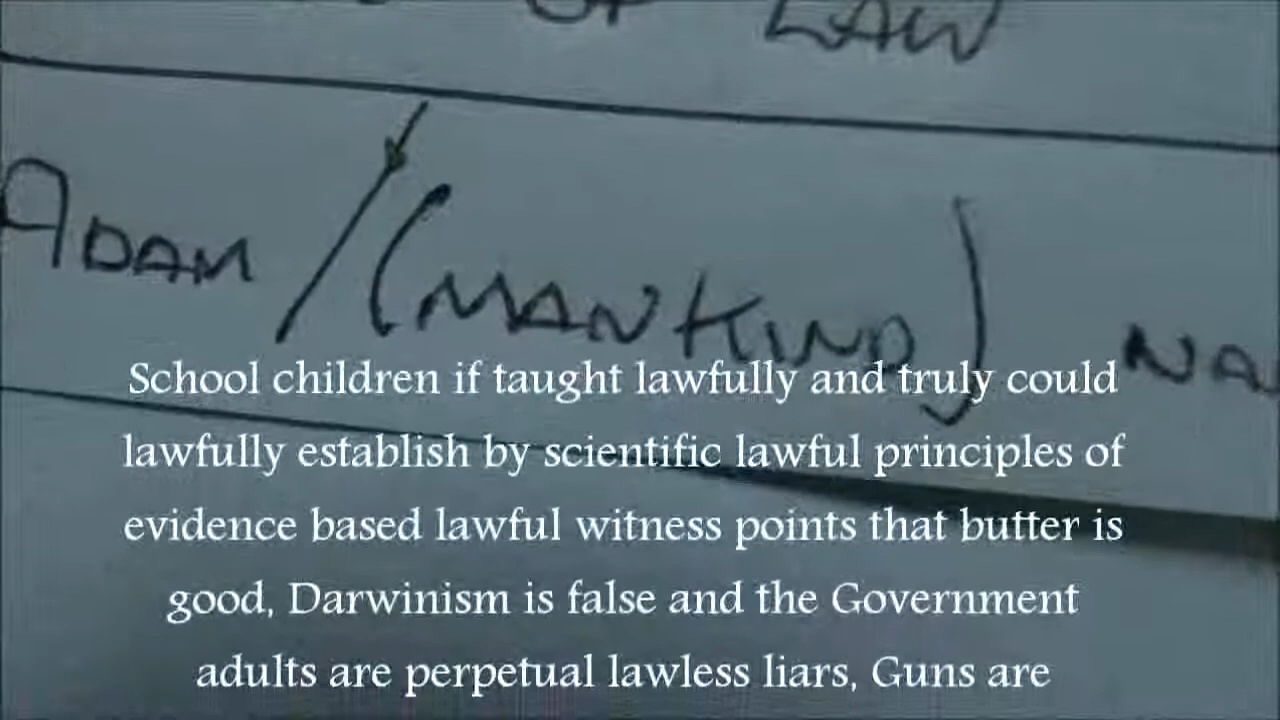 OF LAW
ADAM / (MANKIND) NA
School children if taught lawfully and truly could
lawfully establish by scientific lawful principles of
evidence based lawful witness points that butter is
good, Darwinism is false and the Government
adults are perpetual lawless liars, Guns are